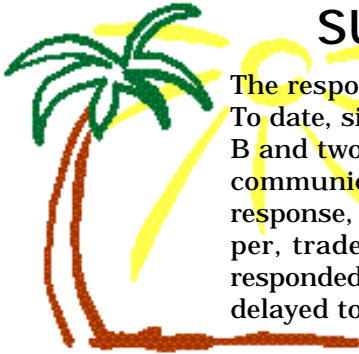 SU
The respo
To date, si
B and two
communic
response,
per, trade
responded
delayed to